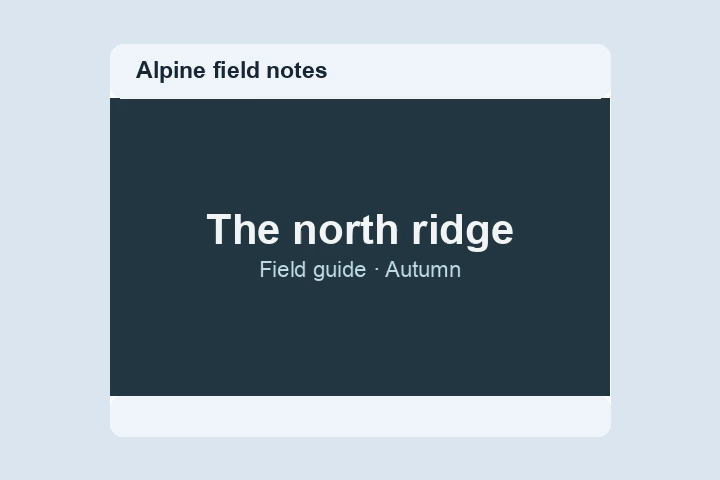 Alpine field notes
The north ridge
Field guide · Autumn